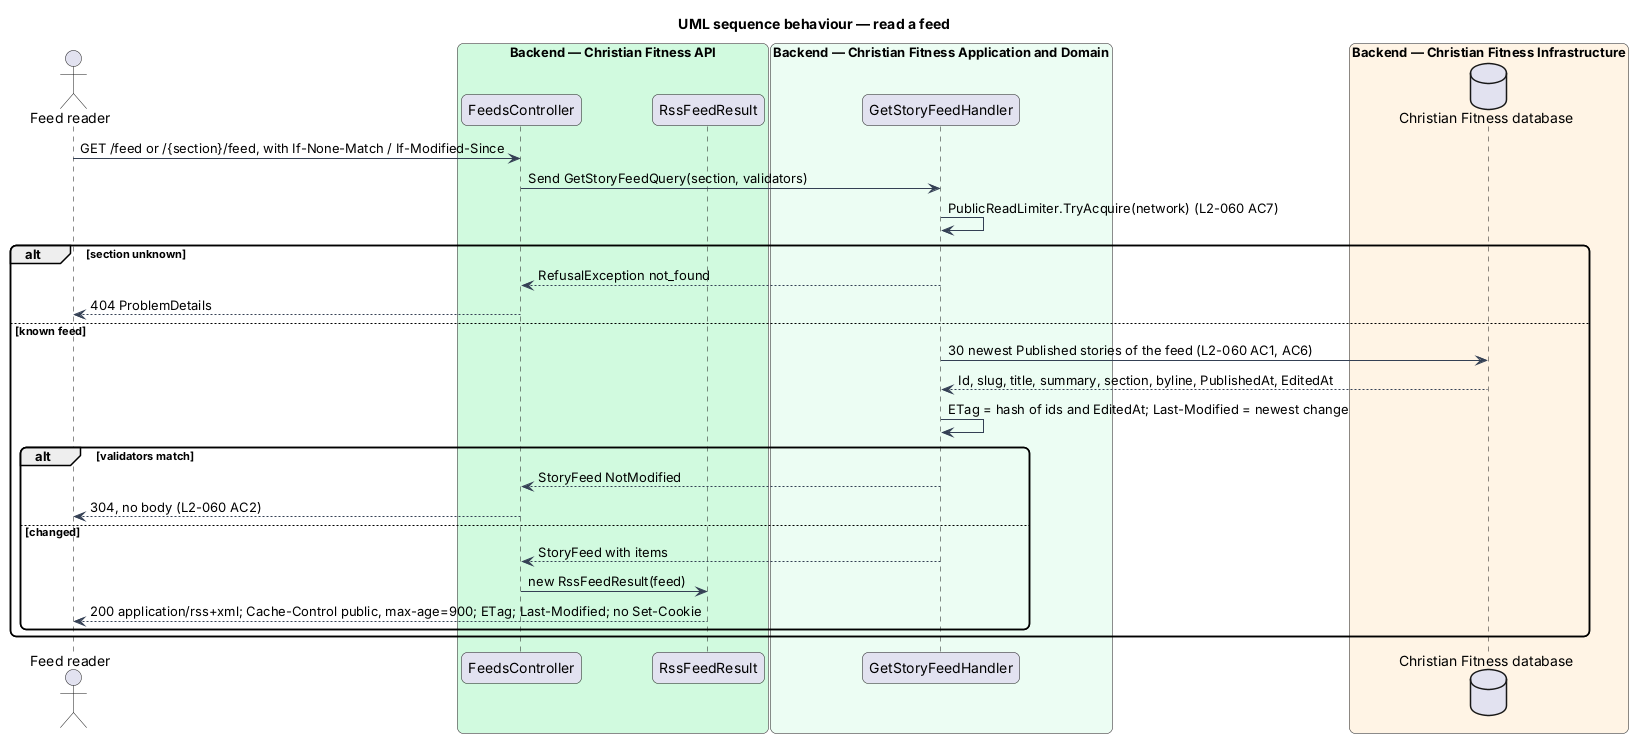 UML sequence behaviour — read a feed
Backend — Christian Fitness API
Backend — Christian Fitness Application and Domain
Backend — Christian Fitness Infrastructure
Feed reader
FeedsController
RssFeedResult
GetStoryFeedHandler
Christian Fitness database
GET /feed or /{section}/feed, with If-None-Match / If-Modified-Since
Send GetStoryFeedQuery(section, validators)
PublicReadLimiter.TryAcquire(network) (L2-060 AC7)
alt [section unknown]
RefusalException not_found
404 ProblemDetails
[known feed]
30 newest Published stories of the feed (L2-060 AC1, AC6)
Id, slug, title, summary, section, byline, PublishedAt, EditedAt
ETag = hash of ids and EditedAt; Last-Modified = newest change
alt [validators match]
StoryFeed NotModified
304, no body (L2-060 AC2)
[changed]
StoryFeed with items
new RssFeedResult(feed)
200 application/rss+xml; Cache-Control public, max-age=900; ETag; Last-Modified; no Set-Cookie
Feed reader
FeedsController
RssFeedResult
GetStoryFeedHandler
Christian Fitness database